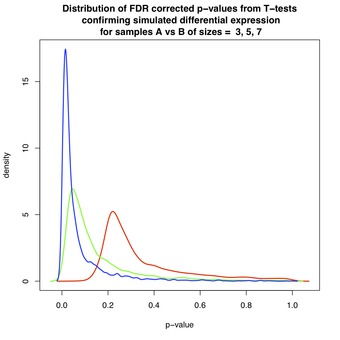 Distribution of FDR corrected p−values from T−tests
confirming simulated differential expression
for samples A vs B of sizes = 3, 5, 7
density
15
10
5
0
0.0 0.2 0.4 0.6 0.8 1.0
p−value